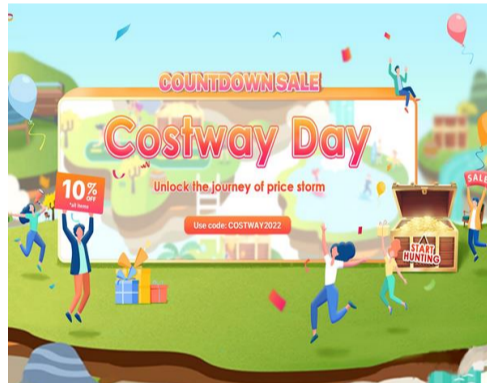 COUNTDOWN SALE
Costway Day
Unlock the journey of price storm
10% OFF
*all items
Use code: COSTWAY2022
SALE
START
HUNTING